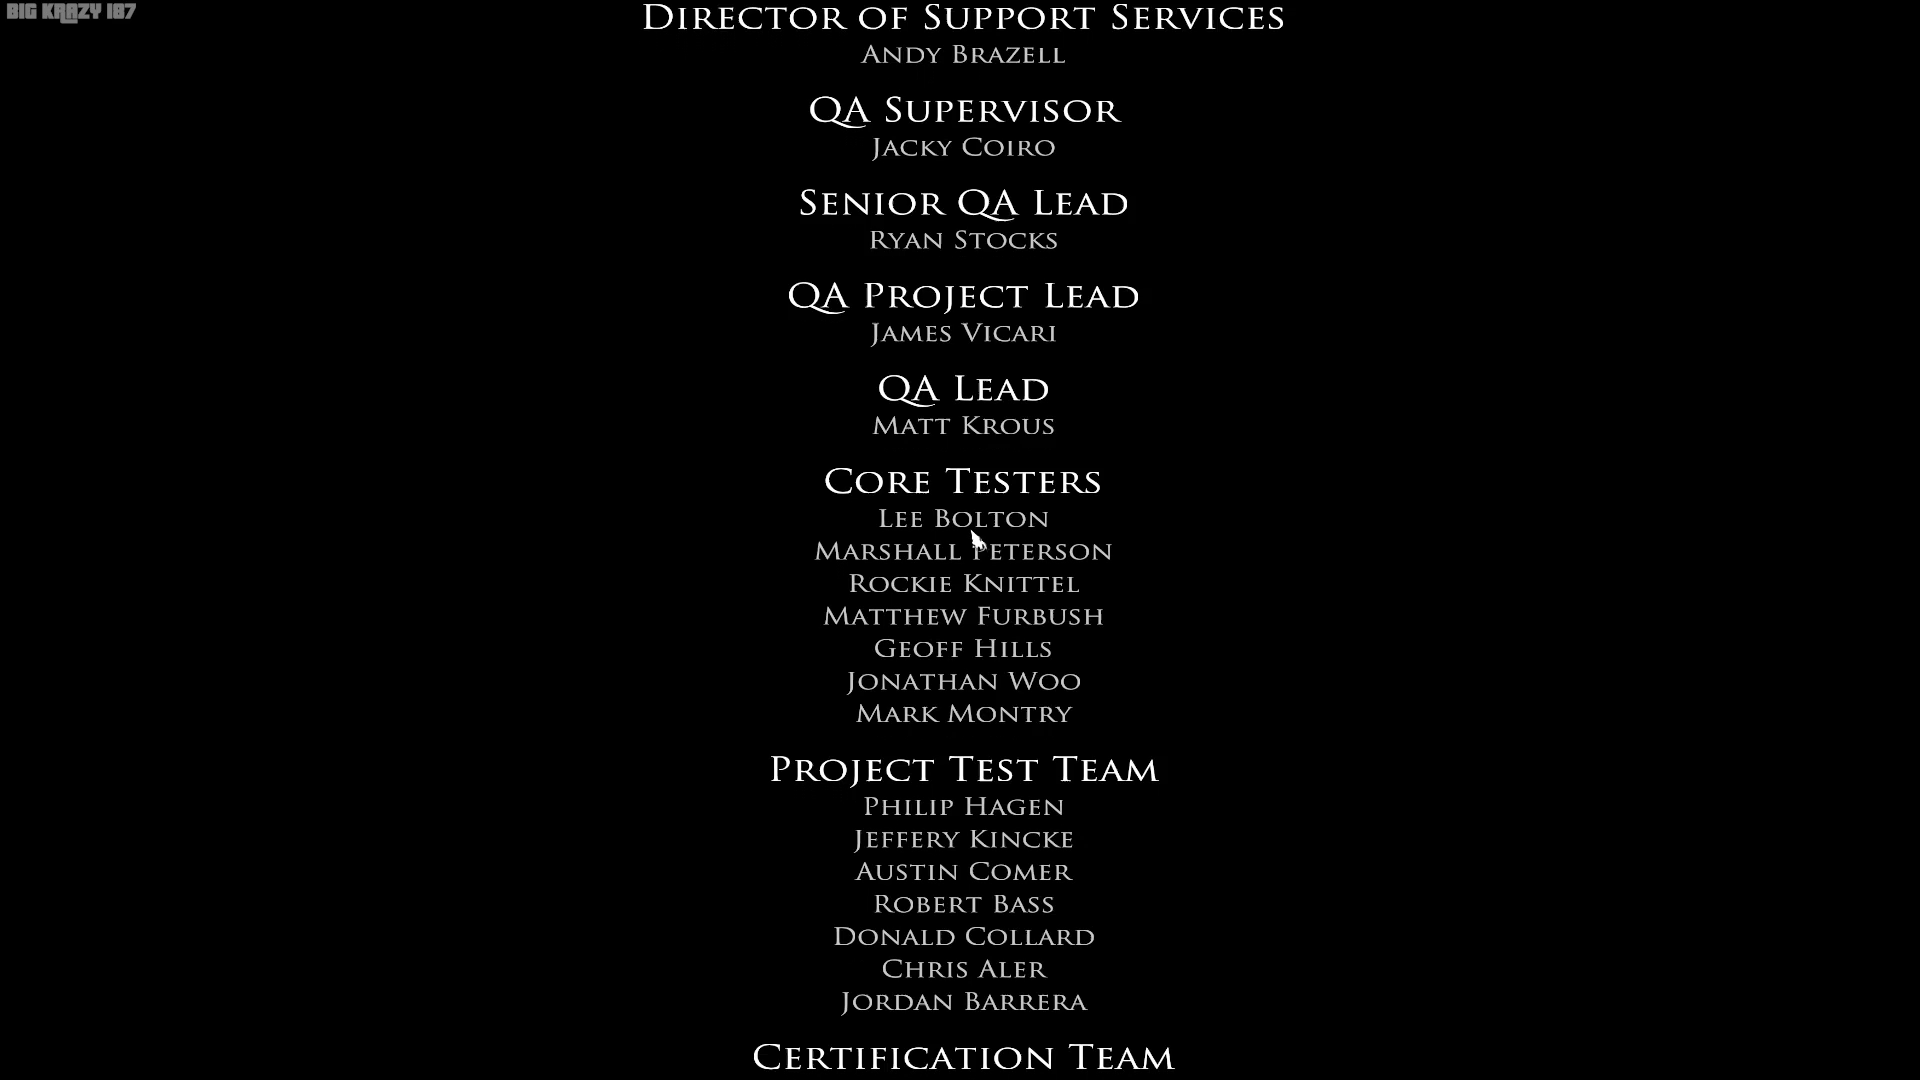 BIG KRAZY 187
DIRECTOR OF SUPPORT SERVICES
ANDY BRAZELL
QA SUPERVISOR
JACKY COIRO
SENIOR QA LEAD
RYAN STOCKS
QA PROJECT LEAD
JAMES VICARI
QA LEAD
MATT KROUS
CORE TESTERS
LEE BOLTON
MARSHALL PETERSON
ROCKIE KNITTEL
MATTHEW FURBUSH
GEOFF HILLS
JONATHAN WOO
MARK MONTRY
PROJECT TEST TEAM
PHILIP HAGEN
JEFFERY KINCKE
AUSTIN COMER
ROBERT BASS
DONALD COLLARD
CHRIS ALER
JORDAN BARRERA
CERTIFICATION TEAM